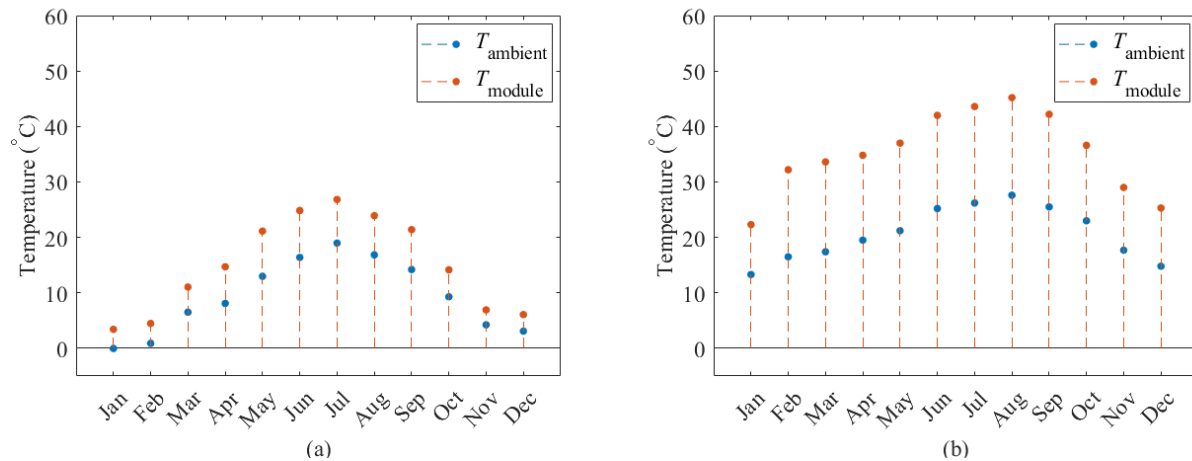 60
50
40
30
20
10
0
Temperature (°C)
T ambient
T module
Jan Feb Mar Apr May Jun Jul Aug Sep Oct Nov Dec
(a)
60
50
40
30
20
10
0
Temperature (°C)
T ambient
T module
Jan Feb Mar Apr May Jun Jul Aug Sep Oct Nov Dec
(b)